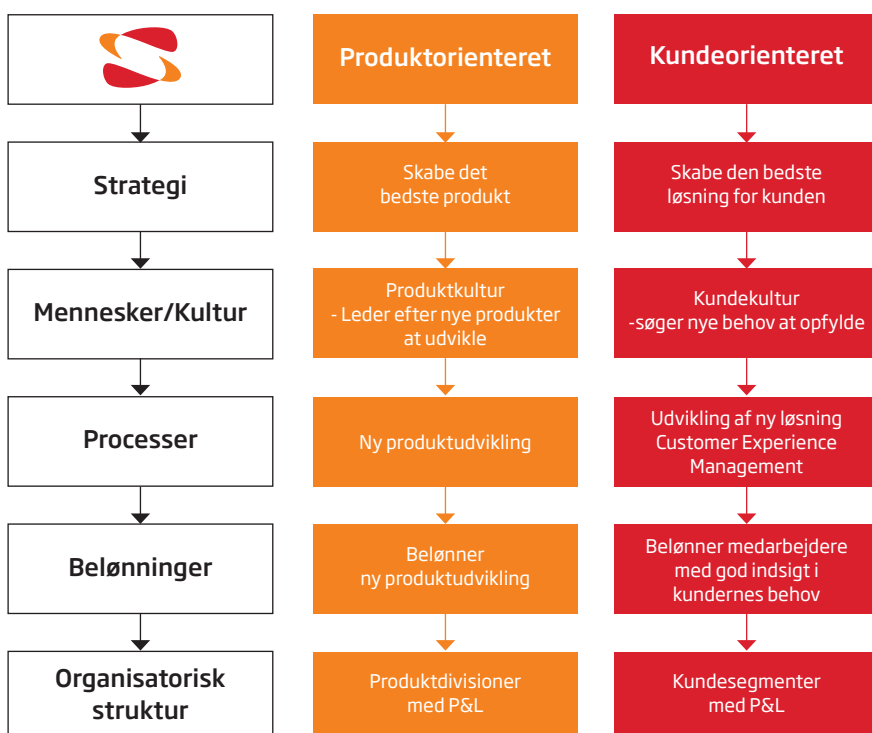 Produktorienteret
Kundeorienteret
Strategi
Skabe det
bedste produkt
Skabe den bedste
løsning for kunden
Mennesker/Kultur
Produktkultur
- Leder efter nye produkter
at udvikle
Kundekultur
-søger nye behov at opfylde
Processer
Ny produktudvikling
Udvikling af ny løsning
Customer Experience
Management
Belønninger
Belønner
ny produktudvikling
Belønner medarbejdere
med god indsigt i
kundernes behov
Organisatorisk
struktur
Produktdivisioner
med P&L
Kundesegmenter
med P&L